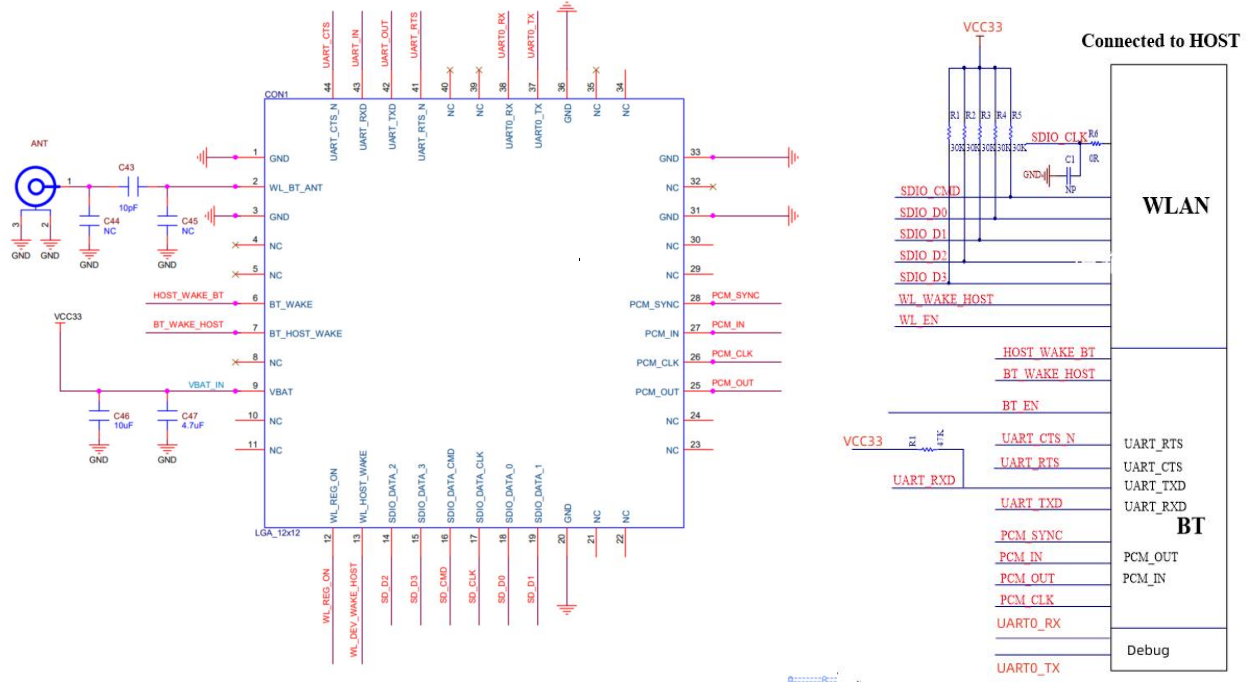 UART_CTS
UART_IN
UART_OUT
UART_RTS
UART0_RX
UART0_TX
44
43
42
41
40
39
38
37
36
35
34
CON1
UART_CTS_N
UART_RXD
UART_TXD
UART_RTS_N
NC
NC
UART0_RX
UART0_TX
GND
NC
NC
ANT
1
3
2
GND
GND
C43
10pF
C44
NC
GND
C45
NC
GND
1 GND
2 WL_BT_ANT
3 GND
4 NC
5 NC
HOST_WAKE_BT 6 BT_WAKE
BT_WAKE_HOST 7 BT_HOST_WAKE
8 NC
VCC33
VBAT_IN 9 VBAT
10 NC
11 NC
C46
10uF
GND
C47
4.7uF
GND
GND 33
NC 32
GND 31
NC 30
NC 29
PCM_SYNC 28 PCM_SYNC
PCM_IN 27 PCM_IN
PCM_CLK 26 PCM_CLK
PCM_OUT 25 PCM_OUT
NC 24
NC 23
WL_REG_ON
WL_HOST_WAKE
SDIO_DATA_2
SDIO_DATA_3
SDIO_DATA_CMD
SDIO_DATA_CLK
SDIO_DATA_0
SDIO_DATA_1
GND
NC
NC
LGA_12x12
12
13
14
15
16
17
18
19
20
21
22
WL_REG_ON
WL_DEV_WAKE_HOST
SD_D2
SD_D3
SD_CMD
SD_CLK
SD_D0
SD_D1
VCC33
Connected to HOST
R1 R2 R3 R4 R5
30K 30K 30K 30K 30K
SDIO_CLK R6
0R
C1
GND
NP
SDIO_CMD
SDIO_D0
SDIO_D1
SDIO_D2
SDIO_D3
WL_WAKE_HOST
WL_EN
WLAN
HOST_WAKE_BT
BT_WAKE_HOST
BT_EN
VCC33 R1 47K
UART_CTS_N UART_RTS
UART_RTS UART_CTS
UART_RXD UART_TXD
UART_TXD UART_RXD
BT
PCM_SYNC
PCM_IN PCM_OUT
PCM_OUT PCM_IN
PCM_CLK
UART0_RX
Debug
UART0_TX